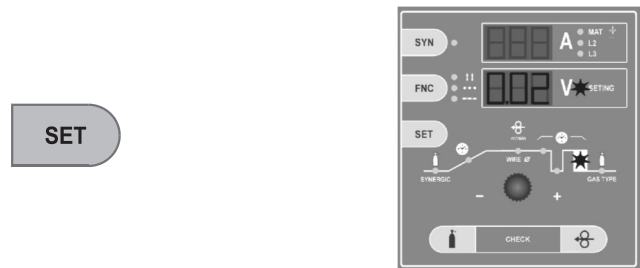 SET
SYN
A
MAT
L2
L3
FNC
0.02
V
SETING
SET
WIRE Ø
SYNERGIC
GAS TYPE
- +
CHECK